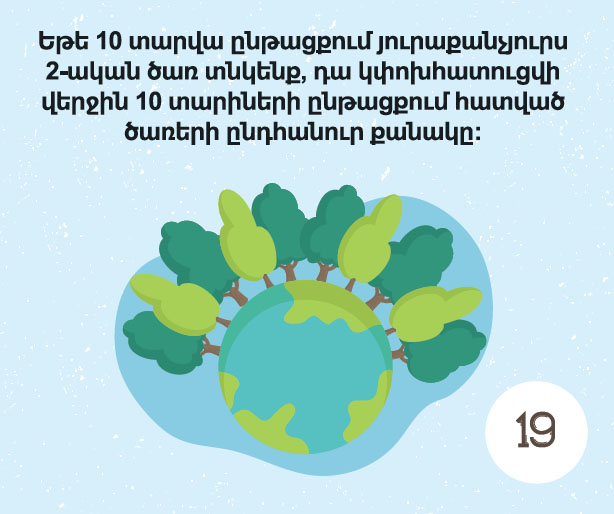 Եթե 10 տարվա ընթացքում յուրաքանչյուրս
2-ական ծառ տնկենք, դա կփոխհատուցվի
վերջին 10 տարիների ընթացքում հատված
ծառերի ընդհանուր քանակը:
19